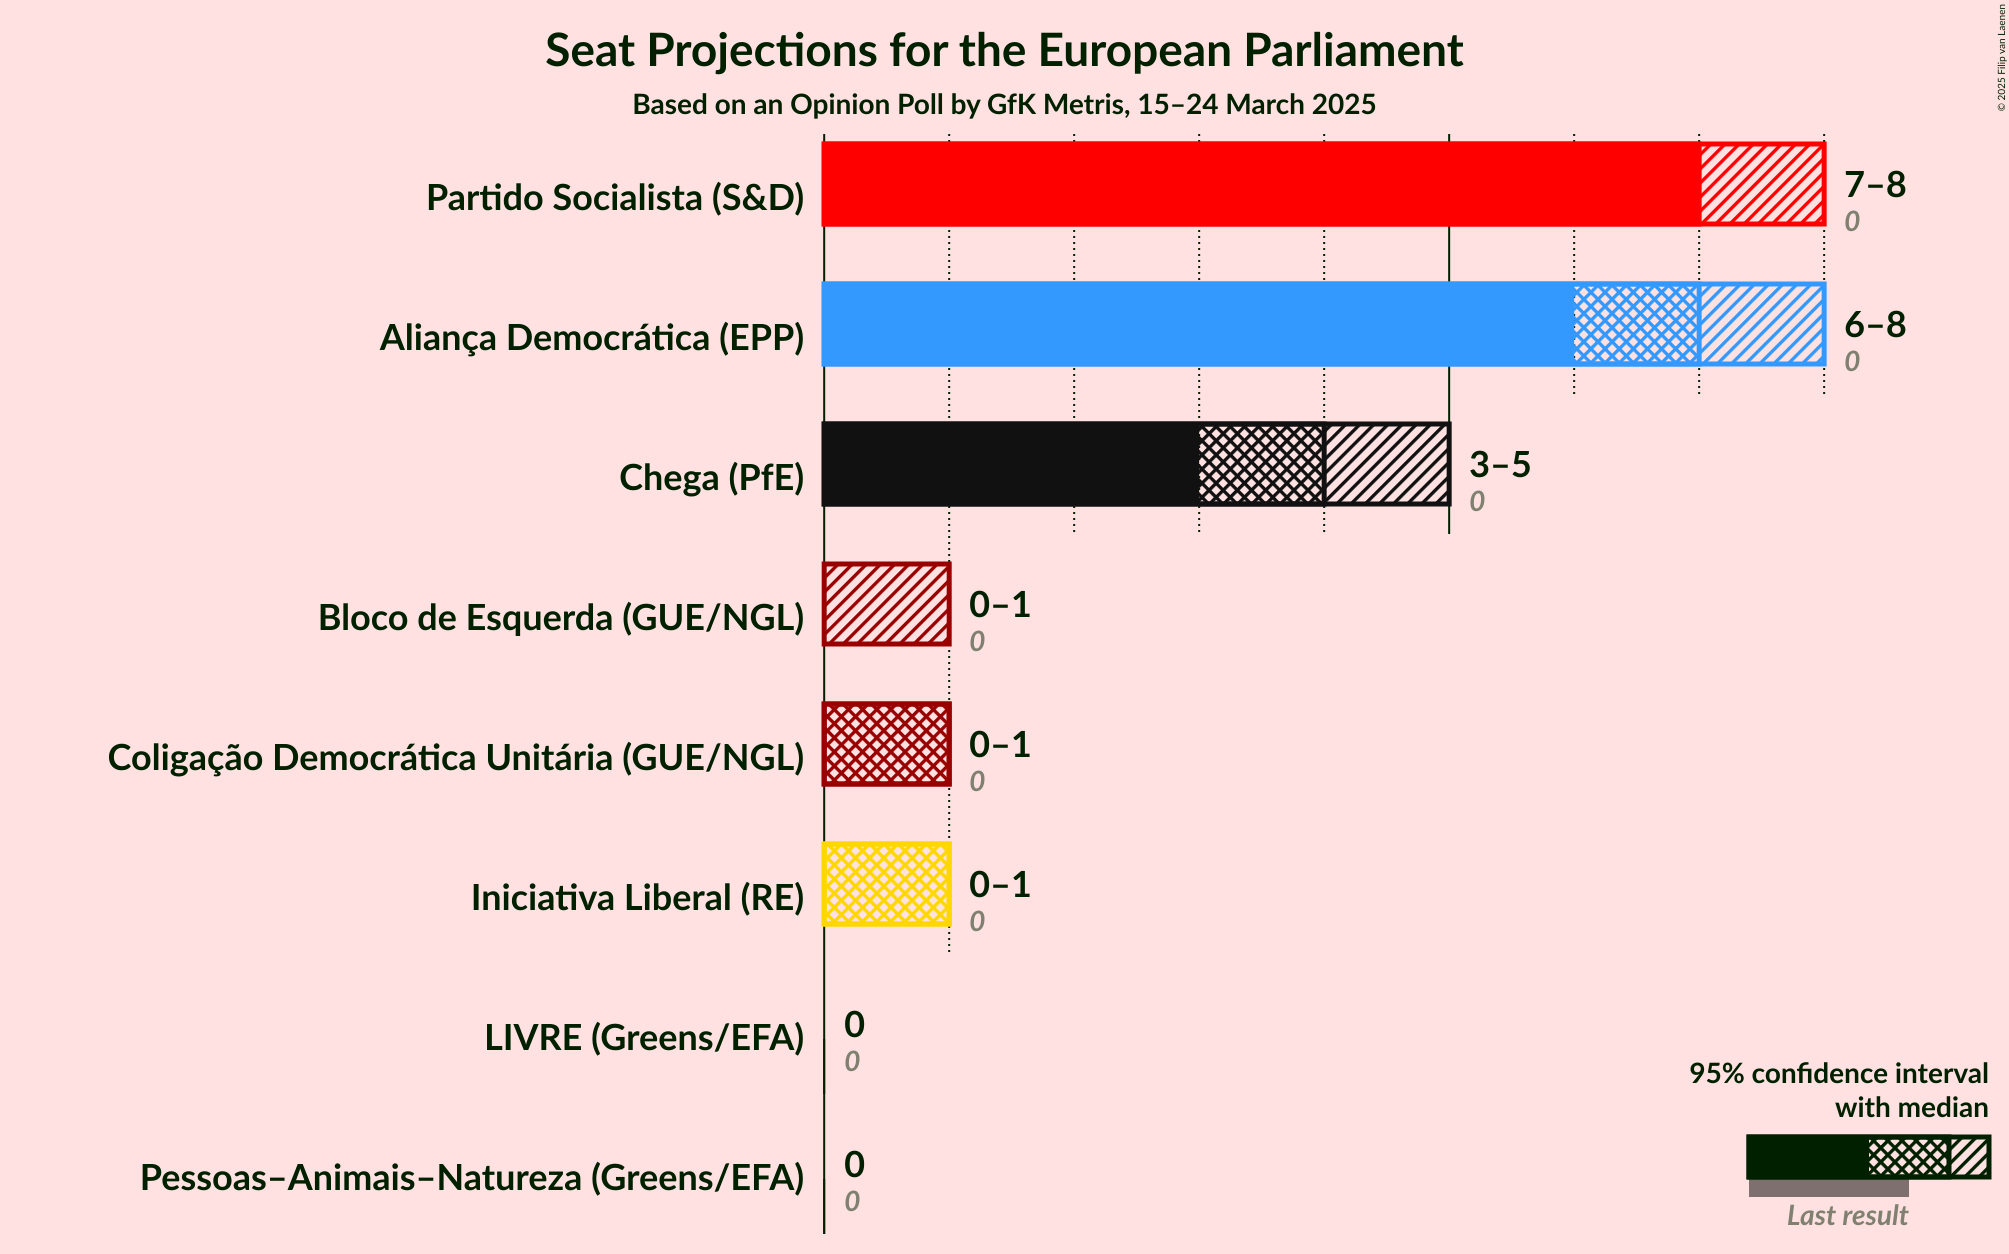 Seat Projections for the European Parliament
Based on an Opinion Poll by GfK Metris, 15–24 March 2025
© 2025 Filip van Laenen
Partido Socialista (S&D)
7–8
0
Aliança Democrática (EPP)
6–8
0
Chega (PfE)
3–5
0
Bloco de Esquerda (GUE/NGL)
0–1
0
Coligação Democrática Unitária (GUE/NGL)
0–1
0
Iniciativa Liberal (RE)
0–1
0
LIVRE (Greens/EFA)
0
0
Pessoas–Animais–Natureza (Greens/EFA)
0
0
95% confidence interval
with median
Last result